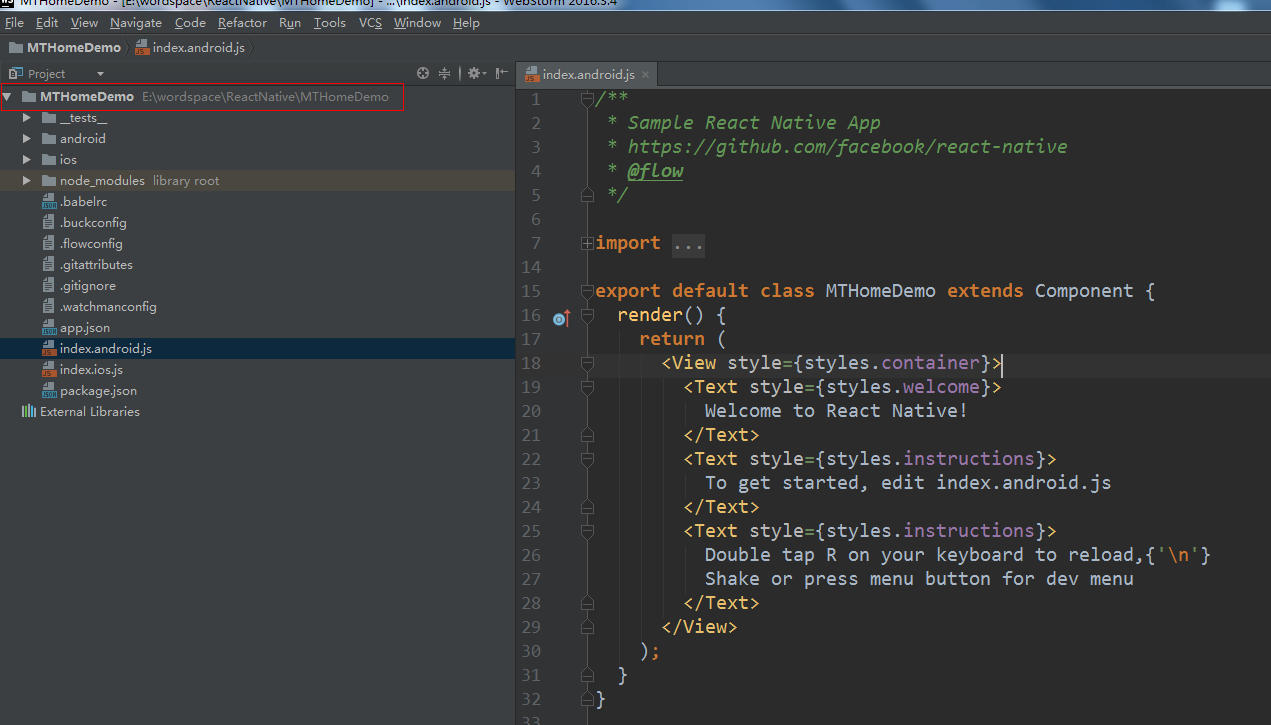 MTHomeDemo - [E:\wordspace\ReactNative\MTHomeDemo] - ...\index.android.js - WebStorm 2016.3.4
File Edit View Navigate Code Refactor Run Tools VCS Window Help
MTHomeDemo index.android.js
Project
MTHomeDemo E:\wordspace\ReactNative\MTHomeDemo
__tests__
android
ios
node_modules library root
.babelrc
.buckconfig
.flowconfig
.gitattributes
.gitignore
.watchmanconfig
app.json
index.android.js
index.ios.js
package.json
External Libraries
index.android.js
1 /**
2 * Sample React Native App
3 * https://github.com/facebook/react-native
4 * @flow
5 */
6
7 import ...
14
15 export default class MTHomeDemo extends Component {
16 render() {
17 return (
18 <View style={styles.container}>
19 <Text style={styles.welcome}>
20 Welcome to React Native!
21 </Text>
22 <Text style={styles.instructions}>
23 To get started, edit index.android.js
24 </Text>
25 <Text style={styles.instructions}>
26 Double tap R on your keyboard to reload,{'\n'}
27 Shake or press menu button for dev menu
28 </Text>
29 </View>
30 );
31 }
32 }
33